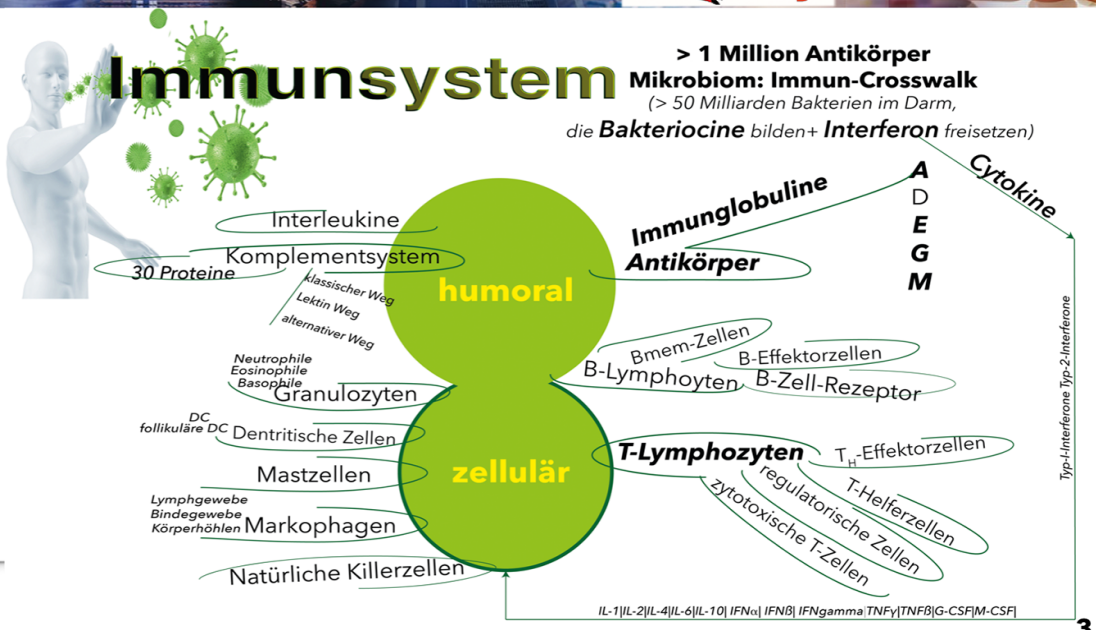 Immunsystem
> 1 Million Antikörper
Mikrobiom: Immun-Crosswalk
(> 50 Milliarden Bakterien im Darm,
die Bakteriocine bilden+ Interferon freisetzen)
Cytokine
A
D
E
G
M
Immunglobuline
Antikörper
Interleukine
Komplementsystem
30 Proteine
klassischer Weg
Lektin Weg
alternativer Weg
humoral
Bmem-Zellen
B-Effektorzellen
B-Lymphoyten
B-Zell-Rezeptor
Neutrophile
Eosinophile
Basophile
Granulozyten
DC
follikuläre DC
Dentritische Zellen
Mastzellen
Lymphgewebe
Bindegewebe
Körperhöhlen
Markophagen
Natürliche Killerzellen
zellulär
T-Lymphozyten
TH-Effektorzellen
T-Helferzellen
regulatorische Zellen
zytotoxische T-Zellen
Typ-I-Interferone Typ-2-Interferone
IL-1|IL-2|IL-4|IL-6|IL-10| IFNα| IFNß| IFNgamma|TNFγ|TNFß|G-CSF|M-CSF|
3